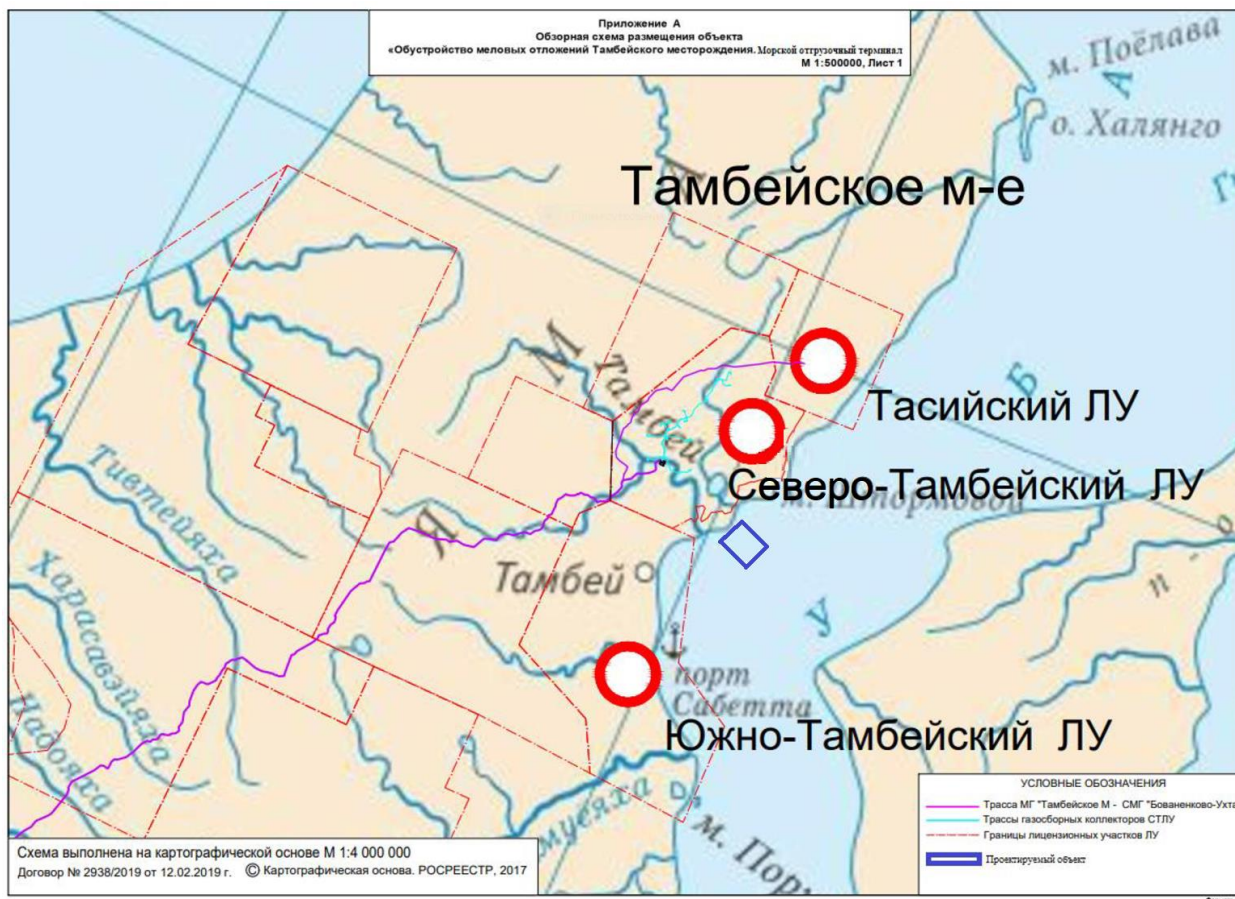 Приложение А
Обзорная схема размещения объекта
«Обустройство меловых отложений Тамбейского месторождения. Морской отгрузочный терминал
М 1:500000, Лист 1
м. Поёлава
А
о. Халянго
Тамбейское м-е
А
М
Тамбей
Б
Тасийский ЛУ
Северо-Тамбейский ЛУ
м. Штормовой
Тивтейяха
Я
Тамбей
У
П
-
О
Харасавэйяха
порт
Сабетта
Надояха
Южно-Тамбейский ЛУ
УСЛОВНЫЕ ОБОЗНАЧЕНИЯ
Трасса МГ "Тамбейское М - СМГ "Бованенково-Ухта
Трассы газосборных коллекторов СТЛУ
Границы лицензионных участков ЛУ
Проектируемый объект
Схема выполнена на картографической основе М 1:4 000 000
Договор № 2938/2019 от 12.02.2019 г. © Картографическая основа. РОСРЕЕСТР, 2017